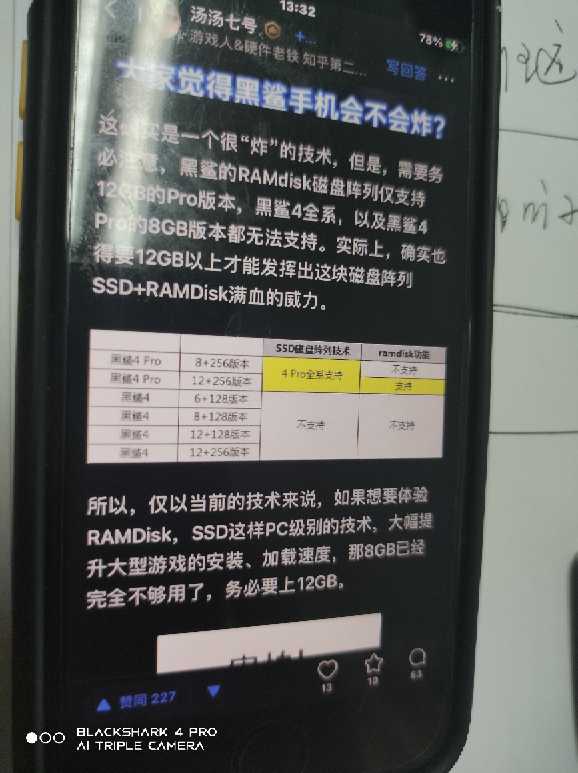 13:32
汤汤七号
78%
游戏人&硬件老铁 知乎第二...
写回答 ...
大家觉得黑鲨手机会不会炸?
这确实是一个很“炸”的技术,但是,需要务
必注意,黑鲨的RAMdisk磁盘阵列仅支持
12GB的Pro版本,黑鲨4全系,以及黑鲨4
Pro的8GB版本都无法支持。实际上,确实也
得要12GB以上才能发挥出这块磁盘阵列
SSD+RAMDisk满血的威力。
SSD磁盘阵列技术 ramdisk功能
黑鲨4 Pro 8+256版本 4 Pro全系支持 不支持
黑鲨4 Pro 12+256版本 支持
黑鲨4 6+128版本
黑鲨4 8+128版本 不支持 不支持
黑鲨4 12+128版本
黑鲨4 12+256版本
所以,仅以当前的技术来说,如果想要体验
RAMDisk,SSD这样PC级别的技术,大幅提
升大型游戏的安装、加载速度,那8GB已经
完全不够用了,务必要上12GB。
赞同 227
13
13
63
BLACKSHARK 4 PRO
AI TRIPLE CAMERA